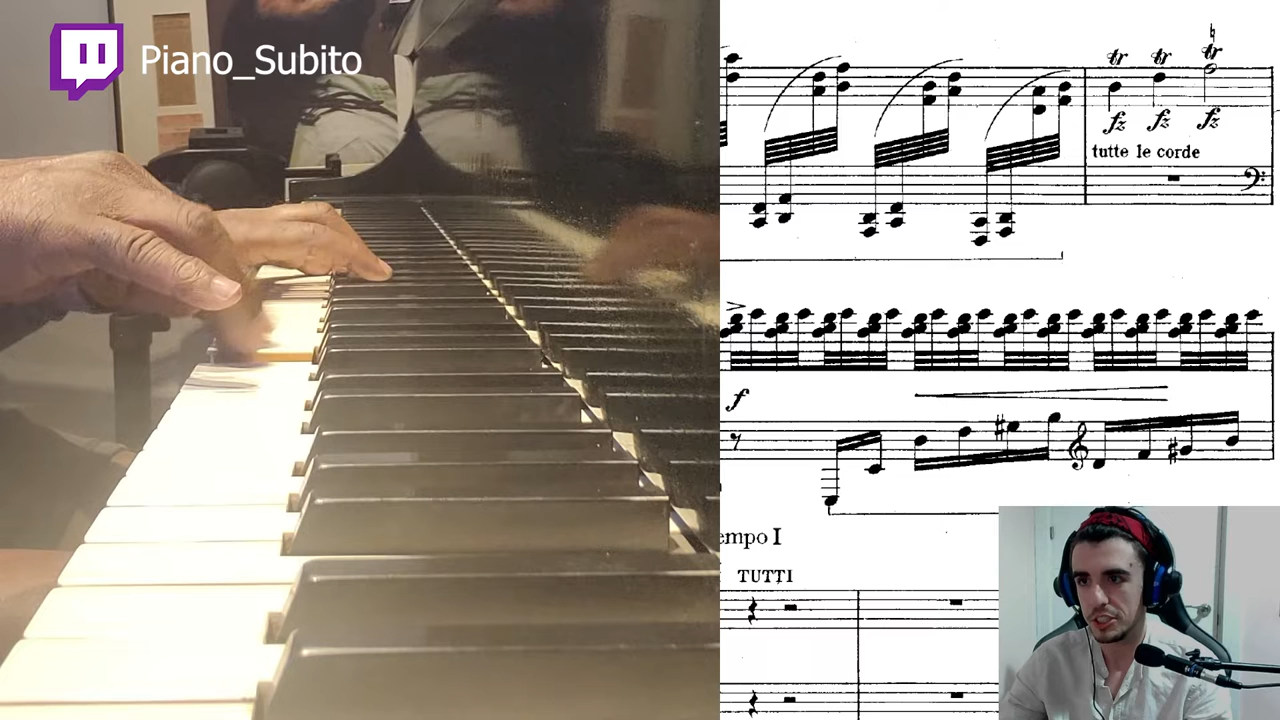 Piano_Subito
tr tr tr
fz fz fz
tutte le corde
f
empo I
TUTTI